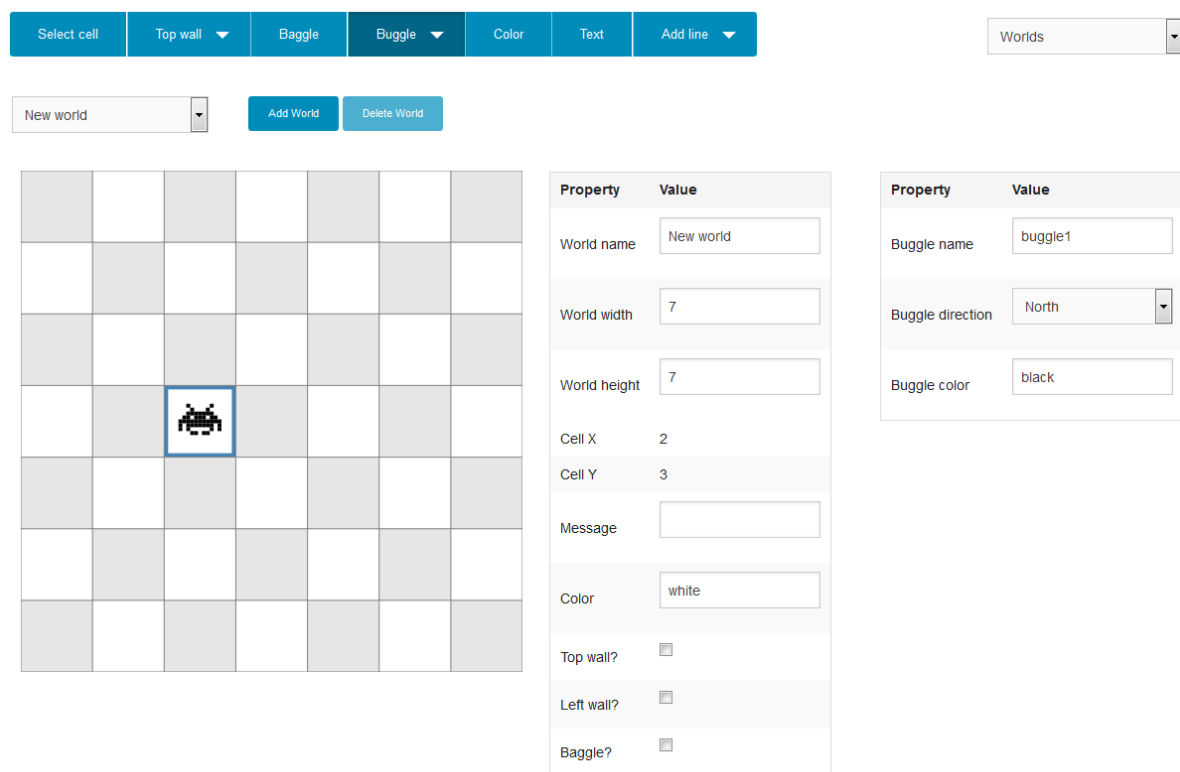 Select cell Top wall Baggle Buggle Color Text Add line Worlds
New world Add World Delete World
Property Value Property Value
World name New world Buggle name buggle1
World width 7 Buggle direction North
World height 7 Buggle color black
Cell X 2
Cell Y 3
Message
Color white
Top wall?
Left wall?
Baggle?